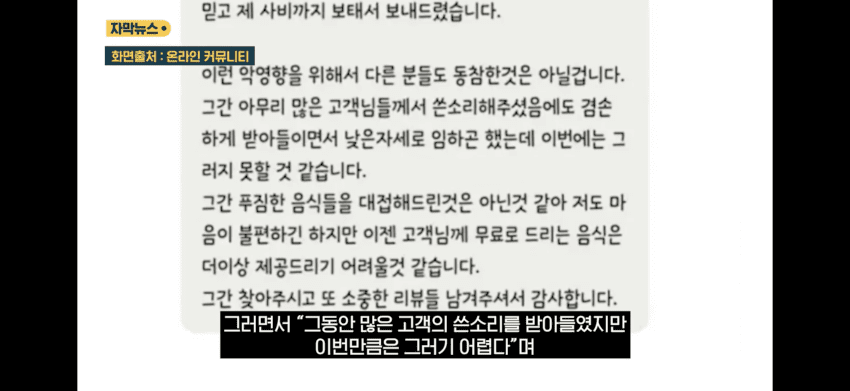 믿고 제 사비까지 보태서 보내드렸습니다.
자막뉴스
화면출처 : 온라인 커뮤니티
이런 악영향을 위해서 다른 분들도 동참한것은 아닐겁니다.
그간 아무리 많은 고객님들께서 쓴소리해주셨음에도 겸손
하게 받아들이면서 낮은자세로 임하곤 했는데 이번에는 그
러지 못할 것 같습니다.
그간 푸짐한 음식들을 대접해드린것은 아닌것 같아 저도 마
음이 불편하긴 하지만 이젠 고객님께 무료로 드리는 음식은
더이상 제공드리기 어려울것 같습니다.
그간 찾아주시고 또 소중한 리뷰들 남겨주셔서 감사합니다.
그러면서 “그동안 많은 고객의 쓴소리를 받아들였지만
이번만큼은 그러기 어렵다”며